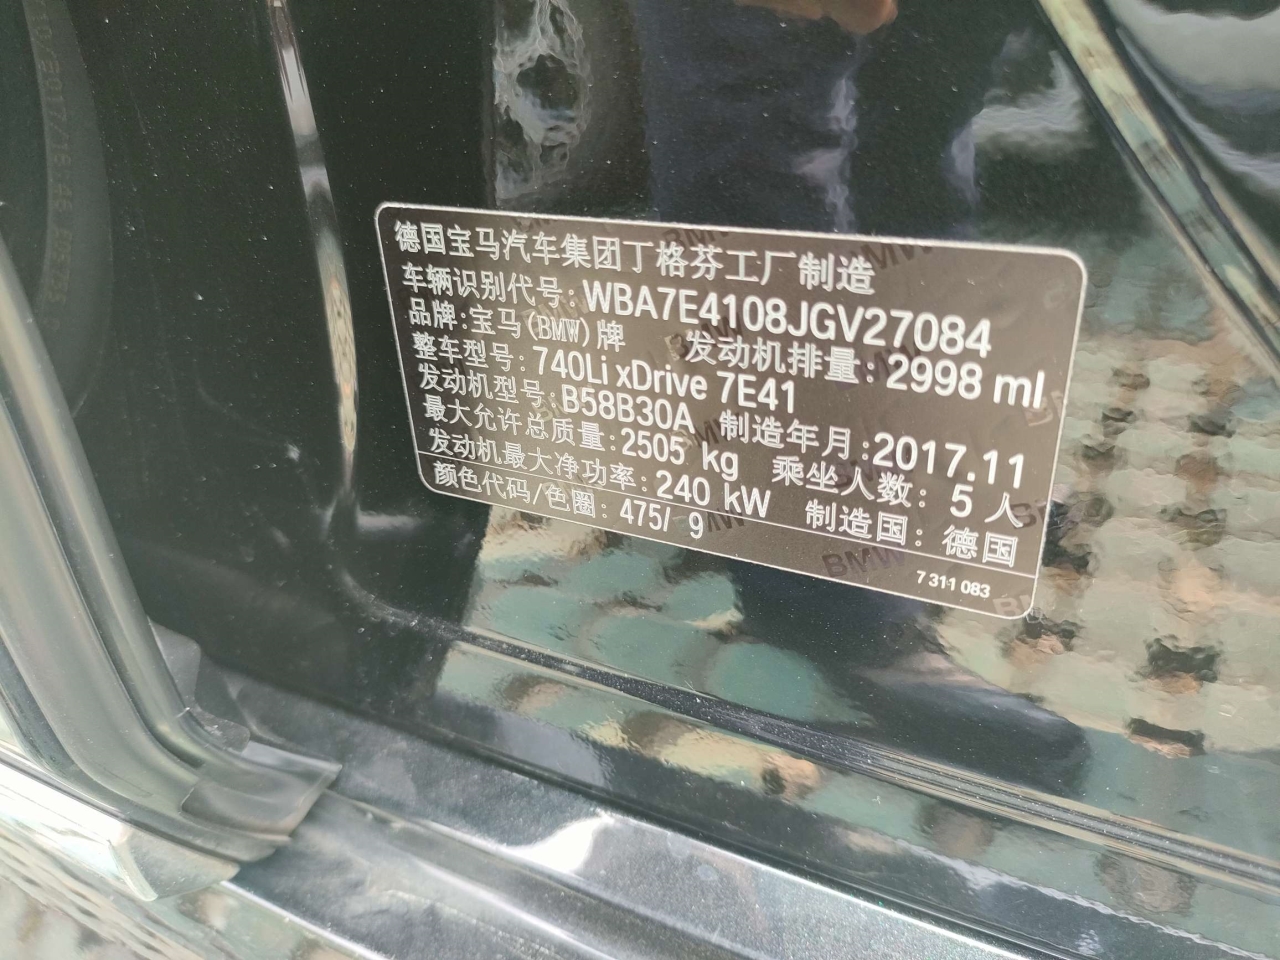 德国宝马汽车集团丁格芬工厂制造
车辆识别代号: WBA7E4108JGV27084
品牌: 宝马(BMW)牌 发动机排量: 2998 ml
整车型号: 740Li xDrive 7E41
发动机型号: B58B30A 制造年月: 2017.11
最大允许总质量: 2505 kg 乘坐人数: 5 人
发动机最大净功率: 240 kW 制造国: 德国
颜色代码/色圈: 475/ 9
7 311 083